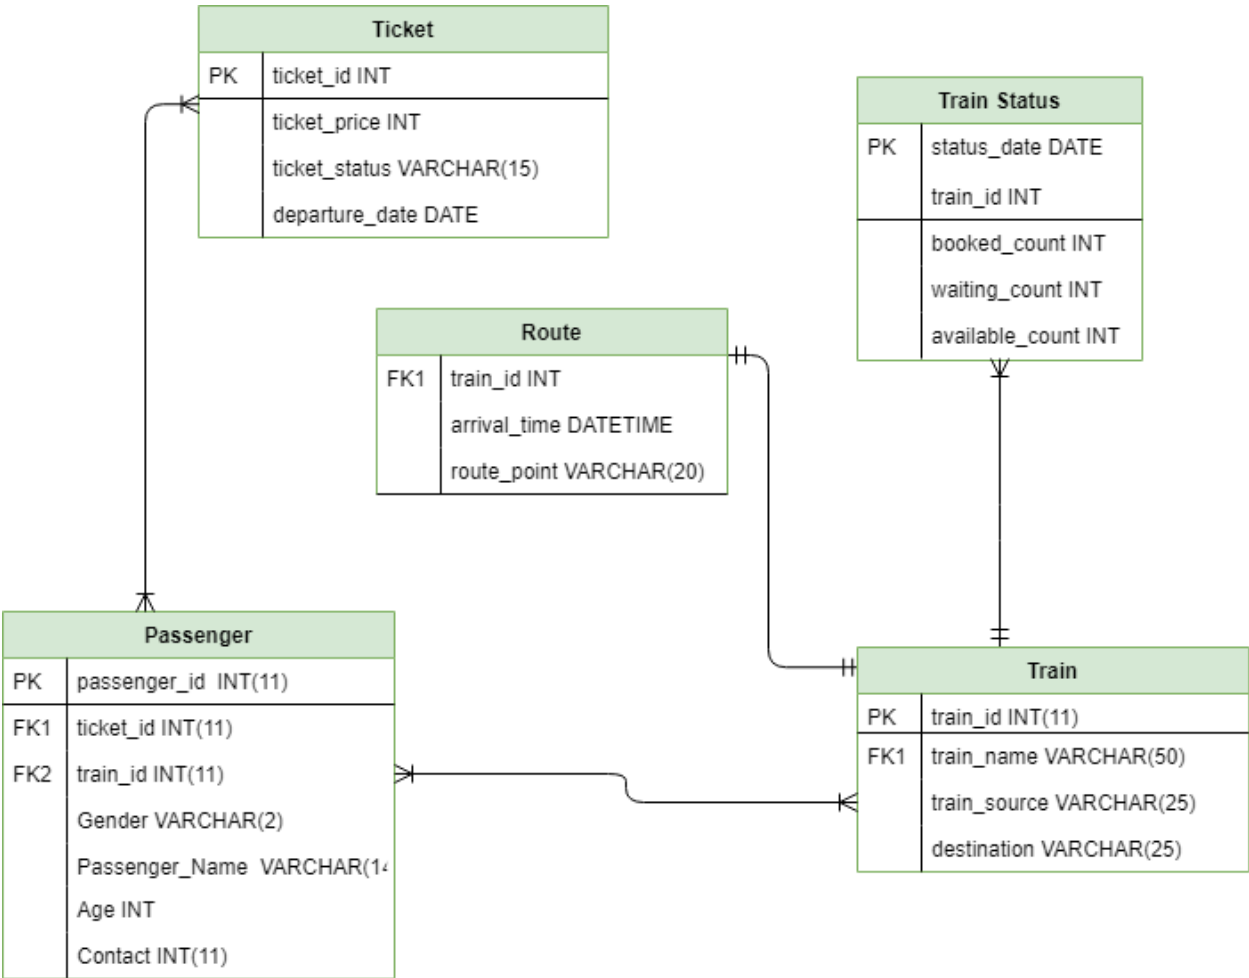 Ticket
PK ticket_id INT
ticket_price INT
ticket_status VARCHAR(15)
departure_date DATE
Train Status
PK status_date DATE
train_id INT
booked_count INT
waiting_count INT
available_count INT
Route
FK1 train_id INT
arrival_time DATETIME
route_point VARCHAR(20)
Passenger
PK passenger_id INT(11)
FK1 ticket_id INT(11)
FK2 train_id INT(11)
Gender VARCHAR(2)
Passenger_Name VARCHAR(14
Age INT
Contact INT(11)
Train
PK train_id INT(11)
FK1 train_name VARCHAR(50)
train_source VARCHAR(25)
destination VARCHAR(25)